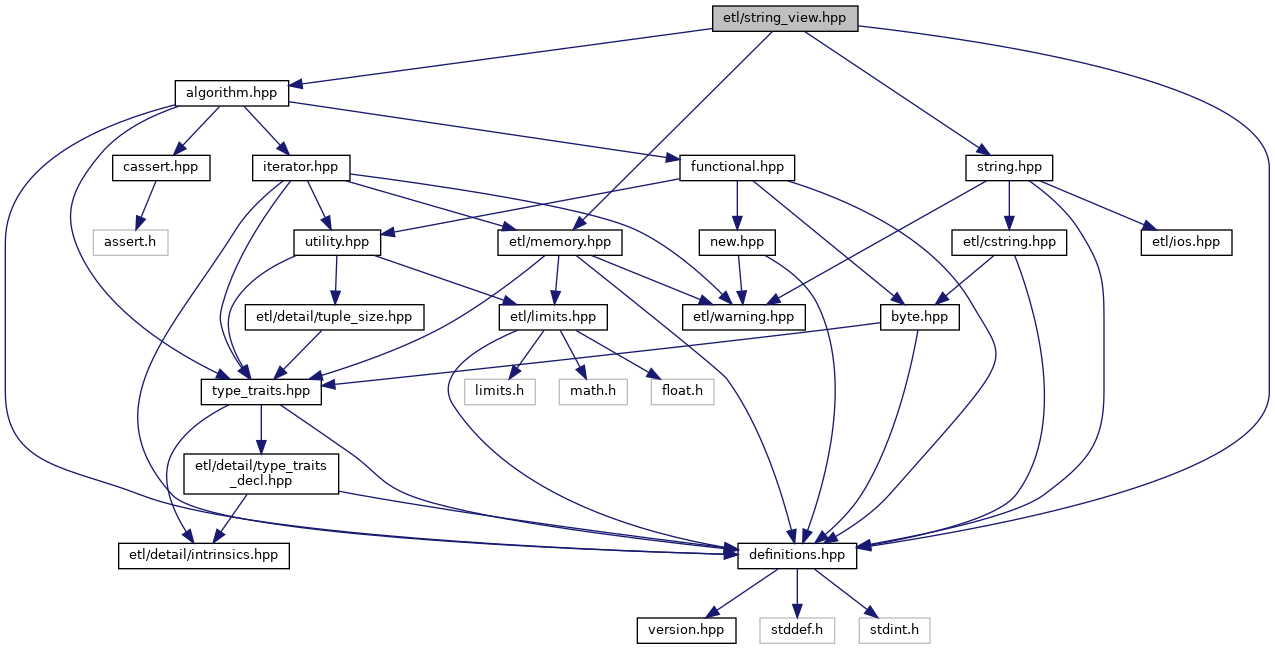 etl/string_view.hpp
algorithm.hpp
cassert.hpp
iterator.hpp
functional.hpp
string.hpp
assert.h
utility.hpp
etl/memory.hpp
new.hpp
etl/cstring.hpp
etl/ios.hpp
etl/detail/tuple_size.hpp
etl/limits.hpp
etl/warning.hpp
byte.hpp
type_traits.hpp
limits.h
math.h
float.h
etl/detail/type_traits
_decl.hpp
etl/detail/intrinsics.hpp
definitions.hpp
version.hpp
stddef.h
stdint.h